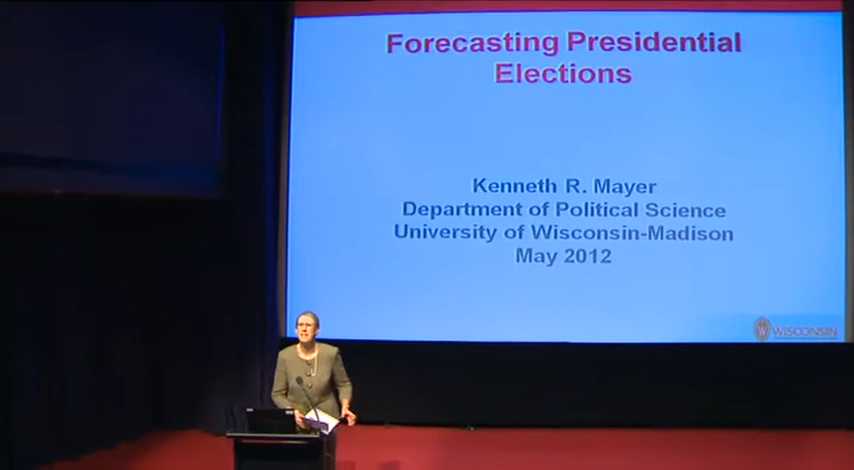 Forecasting Presidential
Elections
Kenneth R. Mayer
Department of Political Science
University of Wisconsin-Madison
May 2012
WISCONSIN